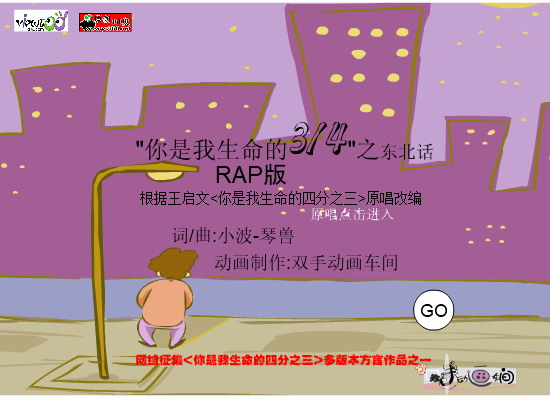 "你是我生命的3/4"之东北话
RAP版
根据王启文<你是我生命的四分之三>原唱改编
原唱点击进入
词/曲:小波-琴兽
动画制作:双手动画车间
GO
网域征集<你是我生命的四分之三>多版本方言作品之一